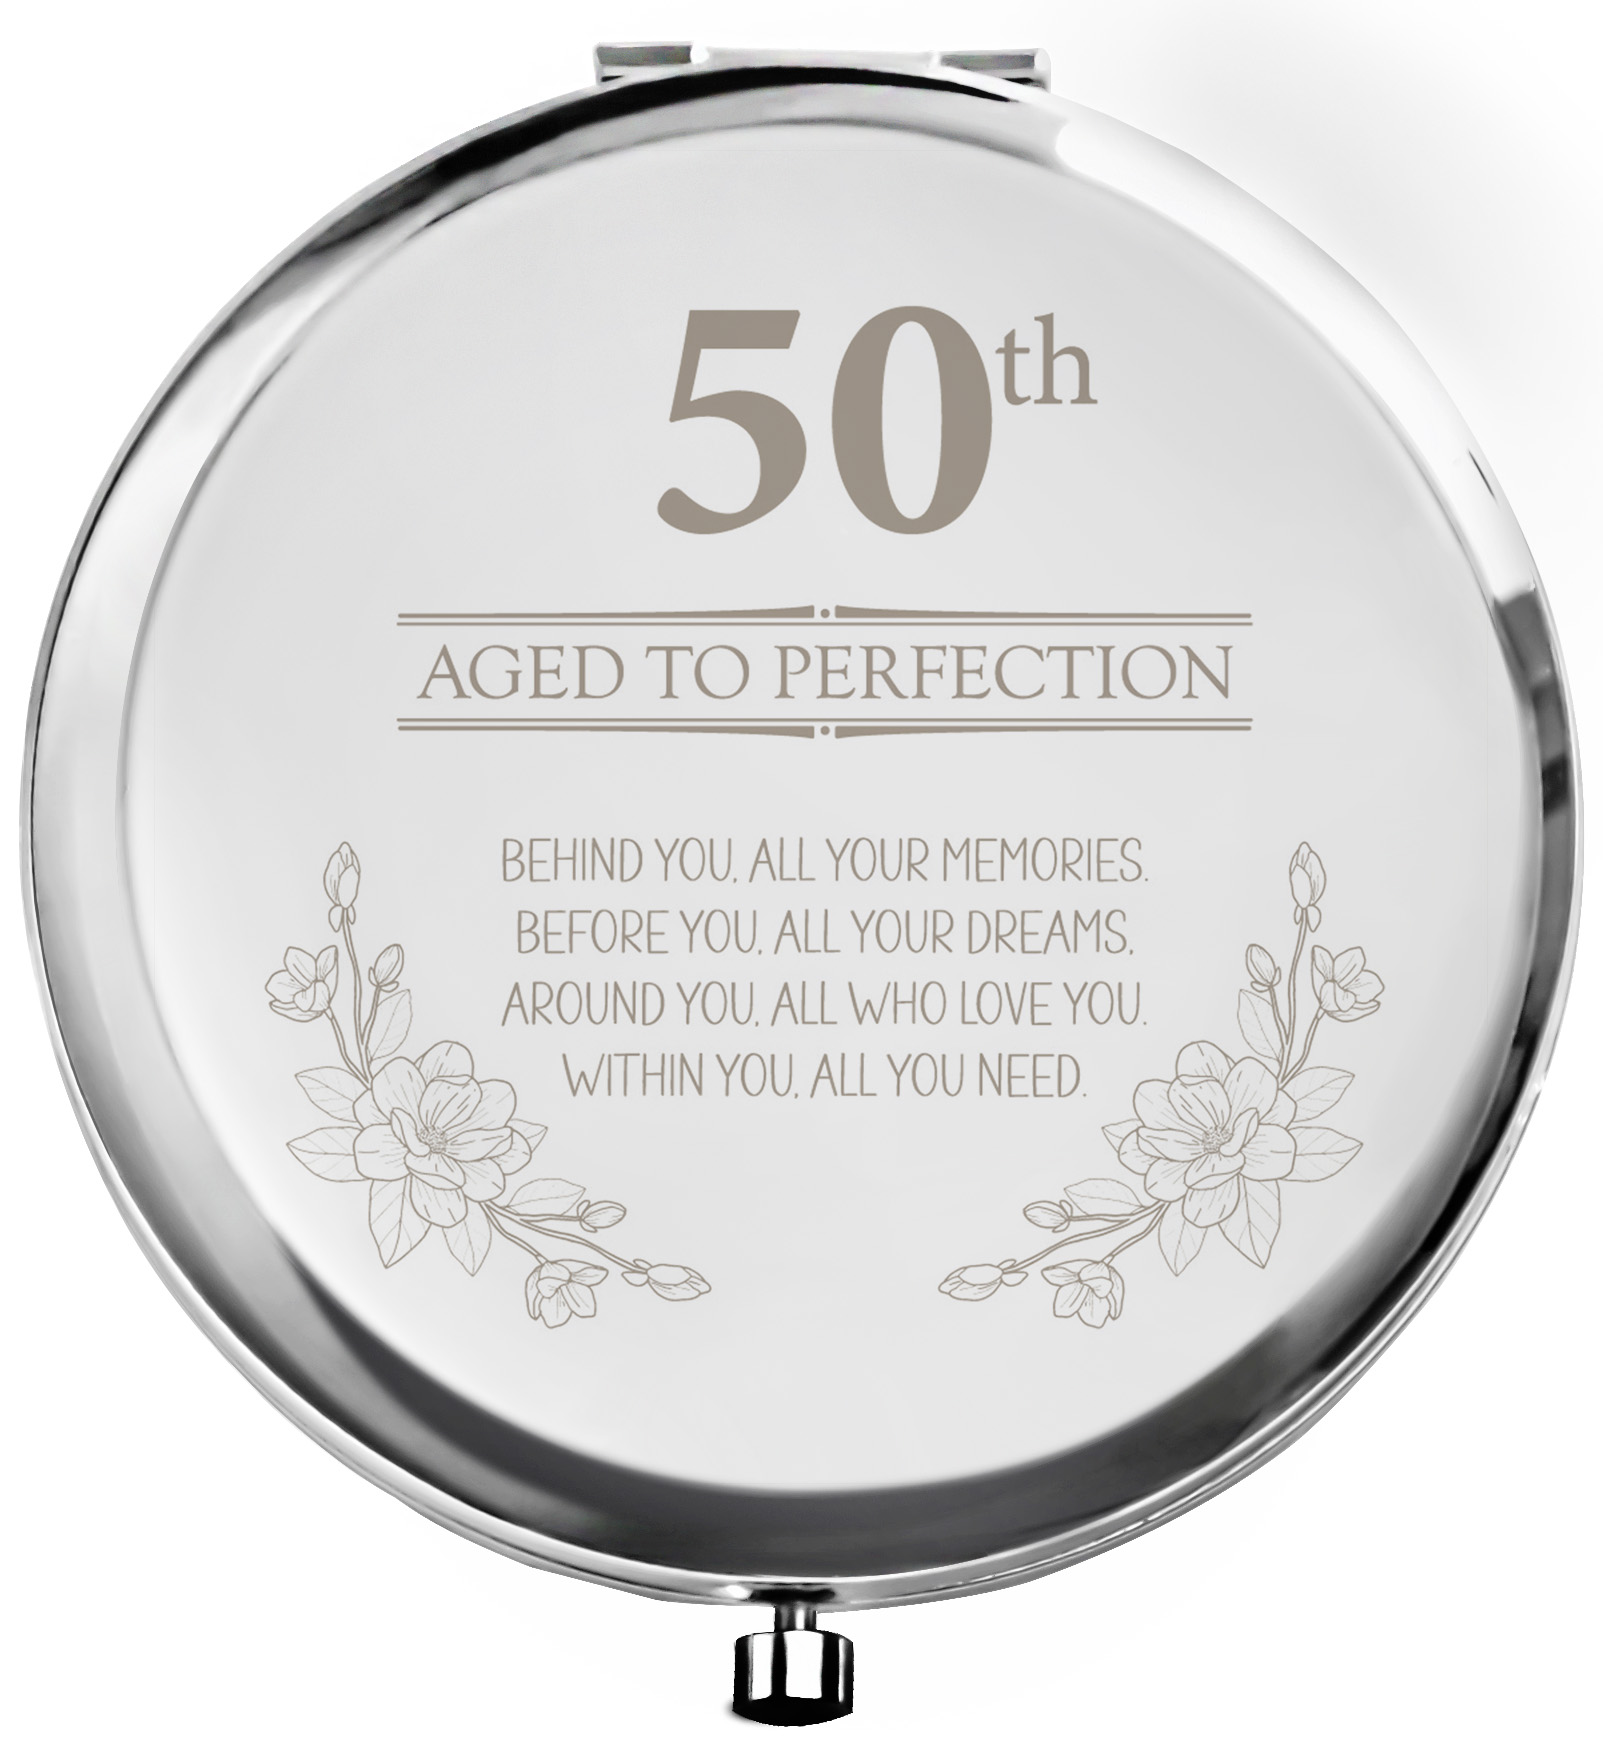 50th
AGED TO PERFECTION
BEHIND YOU, ALL YOUR MEMORIES.
BEFORE YOU, ALL YOUR DREAMS.
AROUND YOU, ALL WHO LOVE YOU.
WITHIN YOU, ALL YOU NEED.